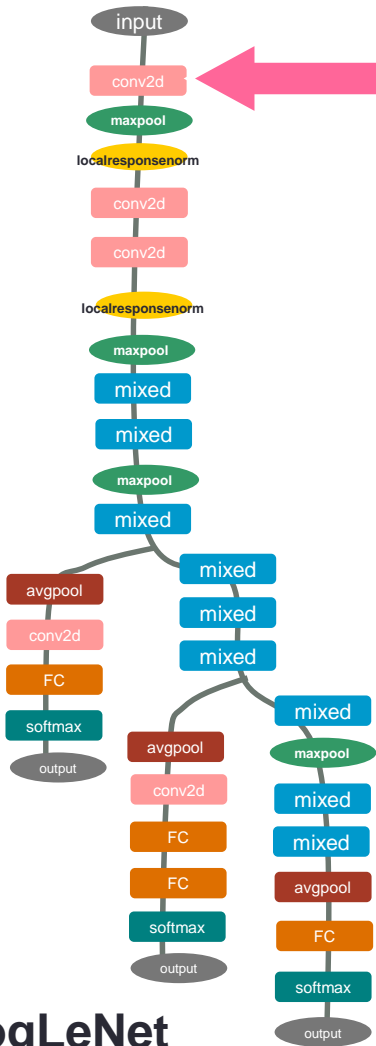 input
conv2d
maxpool
localresponsenorm
conv2d
conv2d
localresponsenorm
maxpool
mixed
mixed
maxpool
mixed
avgpool
conv2d
FC
softmax
output
mixed
mixed
mixed
avgpool
conv2d
FC
FC
softmax
output
mixed
maxpool
mixed
mixed
avgpool
FC
softmax
output
ogLeNet